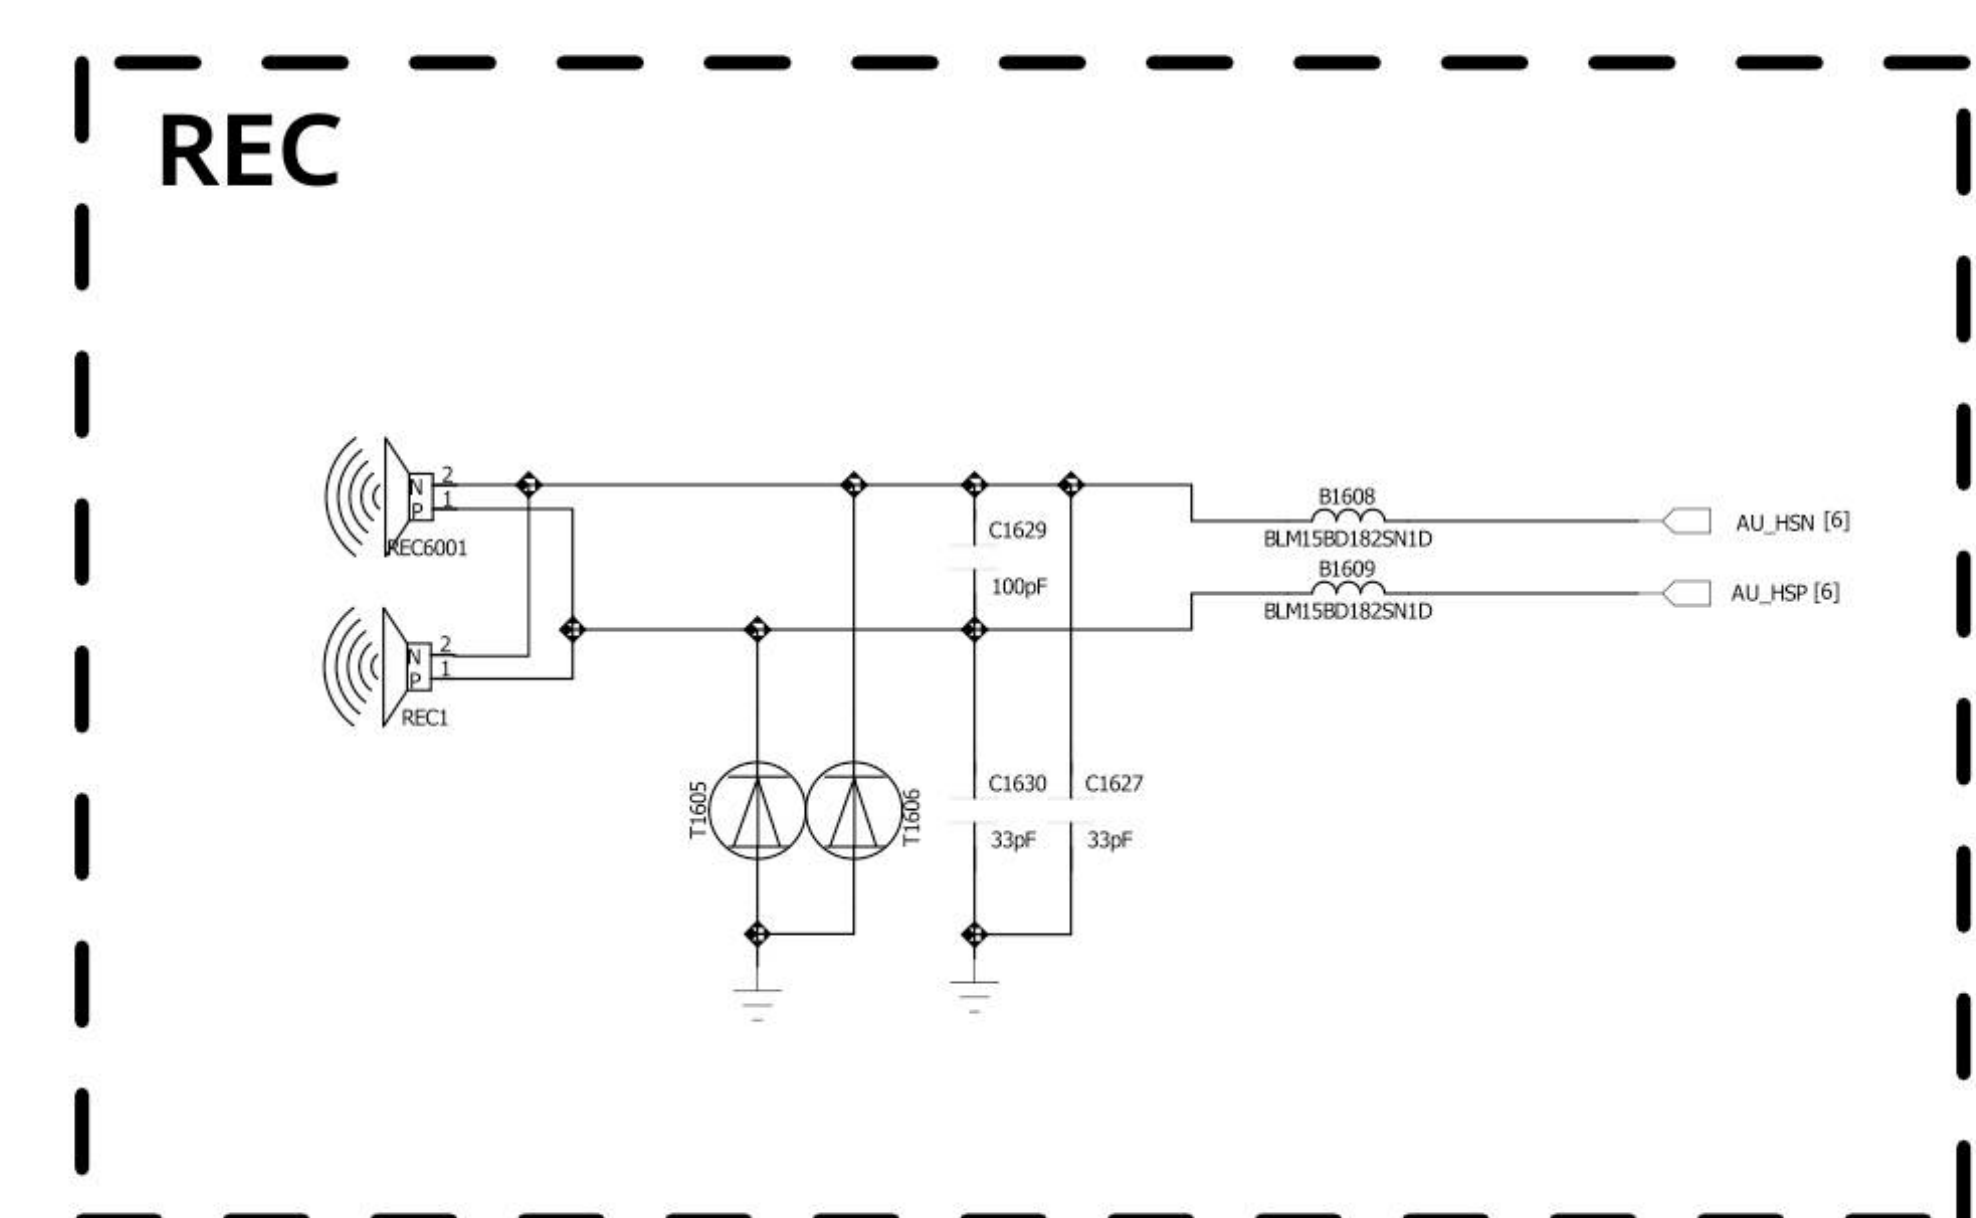 REC
2
N
1
P
REC6001
2
N
1
P
REC1
C1629
100pF
B1608
BLM15BD182SN1D
AU_HSN [6]
B1609
BLM15BD182SN1D
AU_HSP [6]
T1605
T1606
C1630
33pF
C1627
33pF